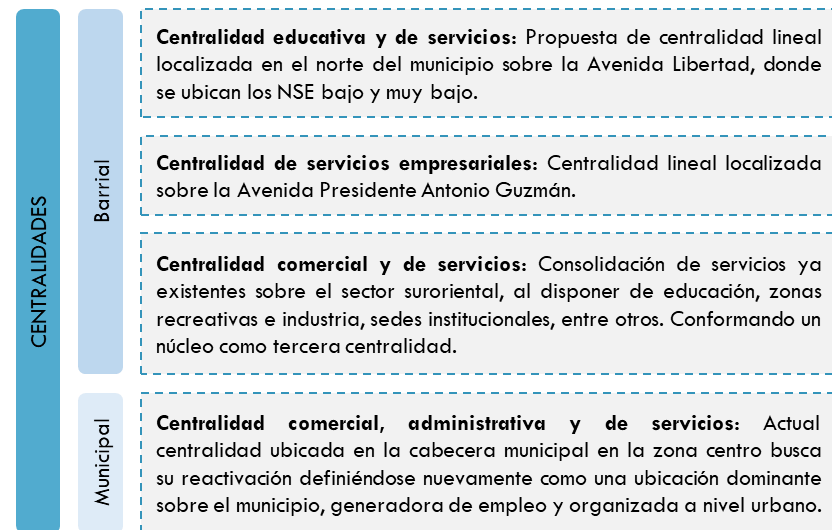 CENTRALIDADES
Barrial
Centralidad educativa y de servicios: Propuesta de centralidad lineal
localizada en el norte del municipio sobre la Avenida Libertad, donde
se ubican los NSE bajo y muy bajo.
Centralidad de servicios empresariales: Centralidad lineal localizada
sobre la Avenida Presidente Antonio Guzmán.
Centralidad comercial y de servicios: Consolidación de servicios ya
existentes sobre el sector suroriental, al disponer de educación, zonas
recreativas e industria, sedes institucionales, entre otros. Conformando un
núcleo como tercera centralidad.
Municipal
Centralidad comercial, administrativa y de servicios: Actual
centralidad ubicada en la cabecera municipal en la zona centro busca
su reactivación definiéndose nuevamente como una ubicación dominante
sobre el municipio, generadora de empleo y organizada a nivel urbano.